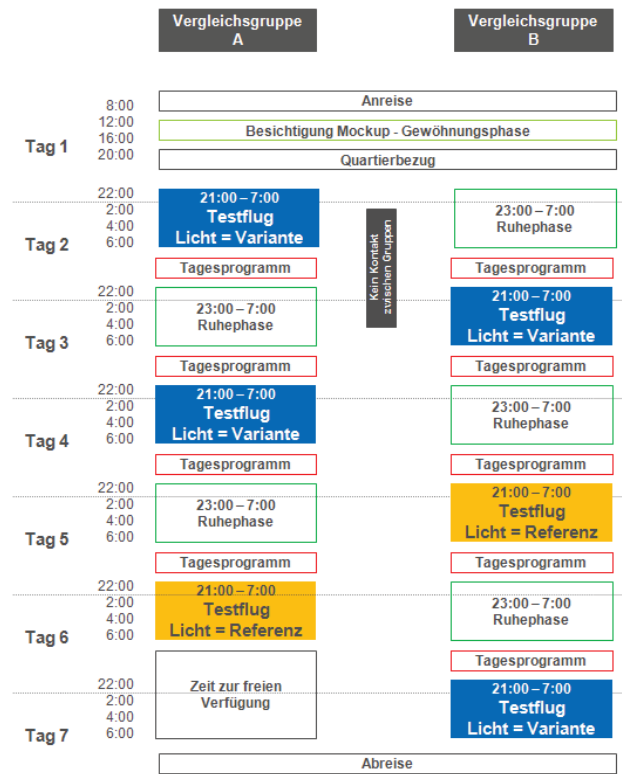 Vergleichsgruppe
A
Vergleichsgruppe
B
8:00
Anreise
12:00
Besichtigung Mockup - Gewöhnungsphase
16:00
Tag 1
20:00
Quartierbezug
22:00
2:00
4:00
6:00
Tag 2
21:00 – 7:00
Testflug
Licht = Variante
Kein Kontakt
zwischen Gruppen
23:00 – 7:00
Ruhephase
Tagesprogramm
Tagesprogramm
22:00
2:00
4:00
6:00
Tag 3
23:00 – 7:00
Ruhephase
21:00 – 7:00
Testflug
Licht = Variante
Tagesprogramm
Tagesprogramm
22:00
2:00
4:00
6:00
Tag 4
21:00 – 7:00
Testflug
Licht = Variante
23:00 – 7:00
Ruhephase
Tagesprogramm
Tagesprogramm
22:00
2:00
4:00
6:00
Tag 5
23:00 – 7:00
Ruhephase
21:00 – 7:00
Testflug
Licht = Referenz
Tagesprogramm
Tagesprogramm
22:00
2:00
4:00
6:00
Tag 6
21:00 – 7:00
Testflug
Licht = Referenz
23:00 – 7:00
Ruhephase
Tagesprogramm
22:00
2:00
4:00
6:00
Tag 7
Zeit zur freien
Verfügung
21:00 – 7:00
Testflug
Licht = Variante
Abreise